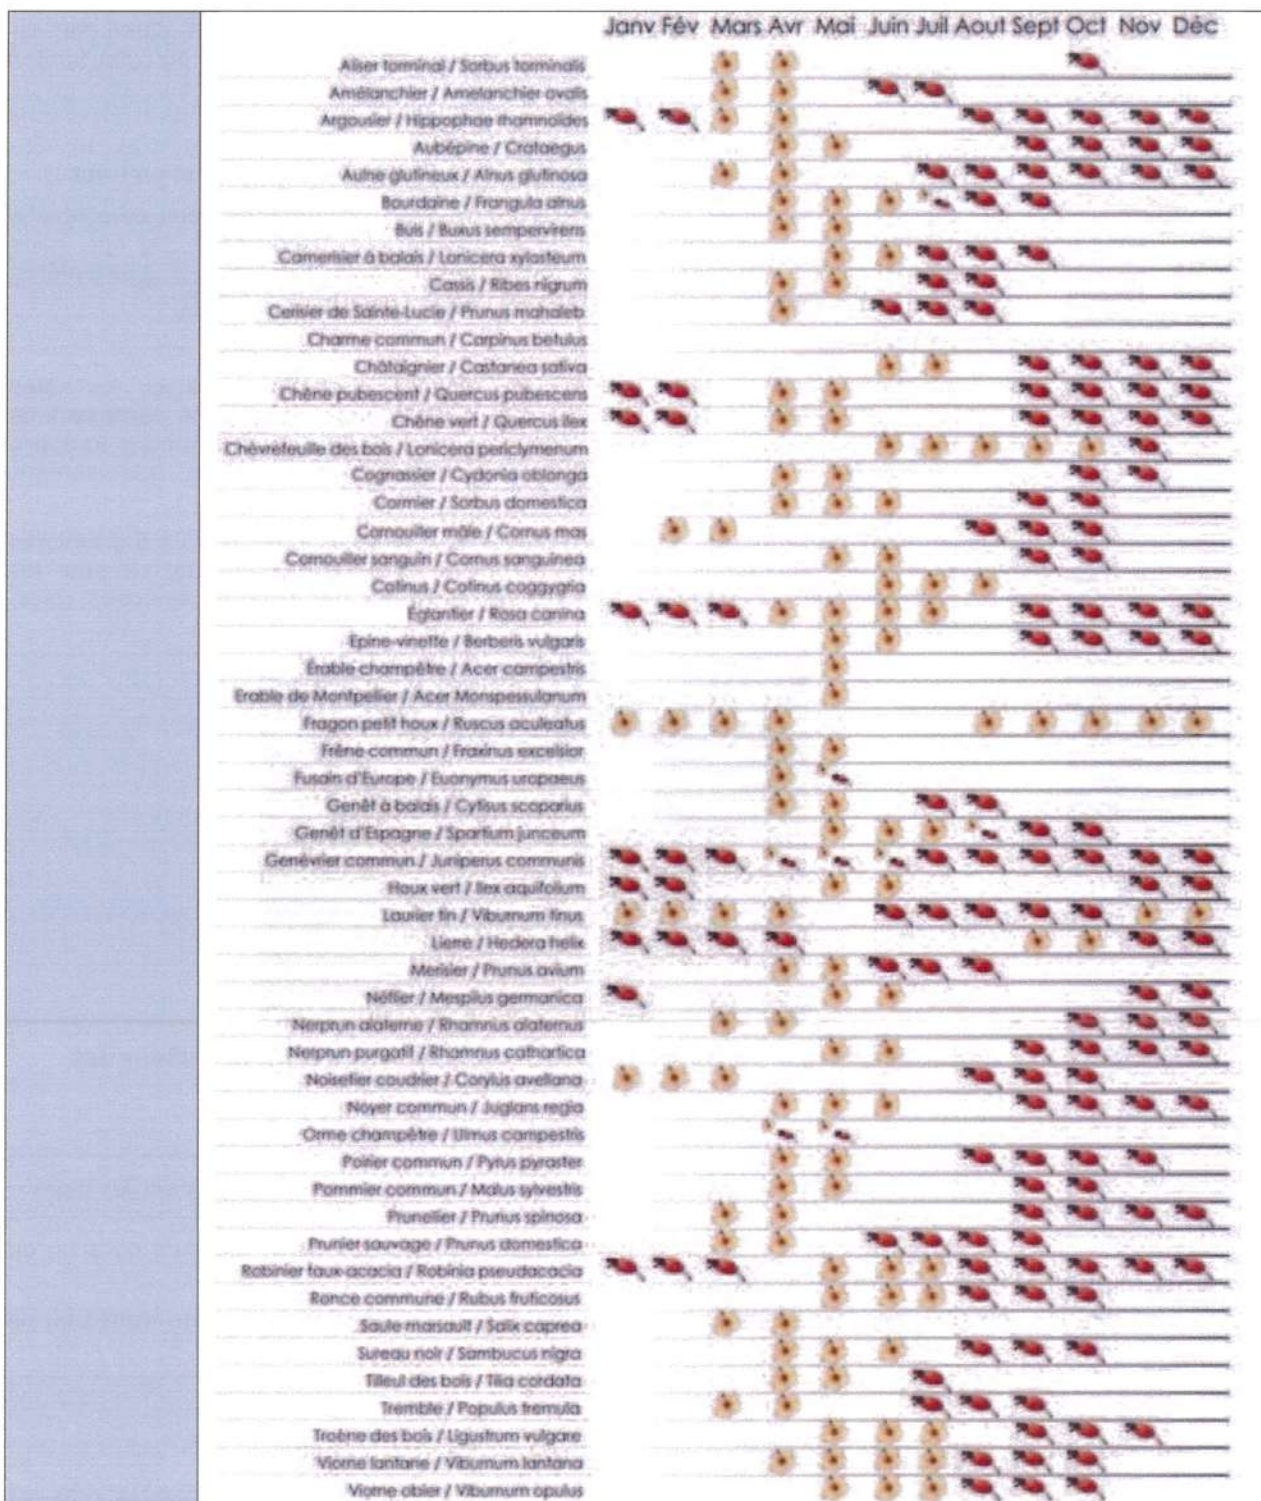 Janv Fév Mars Avr Mai Juin Juil Aout Sept Oct Nov Déc
Aliser torminal / Sorbus torminalis
Amélanchier / Amelanchier ovalis
Argousier / Hippophae rhamnoïdes
Aubépine / Crataegus
Aulne glutineux / Alnus glutinosa
Bourdaine / Frangula alnus
Buis / Buxus sempervirens
Camerisier à balais / Lonicera xylosteum
Cassis / Ribes nigrum
Cerisier de Sainte-Lucie / Prunus mahaleb
Charme commun / Carpinus betulus
Châtaignier / Castanea sativa
Chêne pubescent / Quercus pubescens
Chêne vert / Quercus ilex
Chèvrefeuille des bois / Lonicera periclymenum
Cognassier / Cydonia oblonga
Cormier / Sorbus domestica
Cornouiller mâle / Cornus mas
Cornouiller sanguin / Cornus sanguinea
Cotinus / Cotinus coggygria
Églantier / Rosa canina
Epine-vinette / Berberis vulgaris
Érable champêtre / Acer campestris
Erable de Montpellier / Acer Monspessulanum
Fragon petit houx / Ruscus aculeatus
Frêne commun / Fraxinus excelsior
Fusain d'Europe / Euonymus uropaeus
Genêt à balais / Cytisus scoparius
Genêt d'Espagne / Spartium junceum
Genévrier commun / Juniperus communis
Houx vert / Ilex aquifolium
Laurier tin / Viburnum tinus
Lierre / Hedera helix
Merisier / Prunus avium
Néflier / Mespilus germanica
Nerprun alaterne / Rhamnus alaternus
Nerprun purgatif / Rhamnus cathartica
Noisetier coudrier / Corylus avellana
Noyer commun / Juglans regia
Orme champêtre / Ulmus campestris
Poirier commun / Pyrus pyraster
Pommier commun / Malus sylvestris
Prunellier / Prunus spinosa
Prunier sauvage / Prunus domestica
Robinier faux-acacia / Robinia pseudacacia
Ronce commune / Rubus fruticosus
Saule marsault / Salix caprea
Sureau noir / Sambucus nigra
Tilleul des bois / Tilia cordata
Tremble / Populus tremula
Troène des bois / Ligustrum vulgare
Viorne lantane / Viburnum lantana
Viorne obier / Viburnum opulus